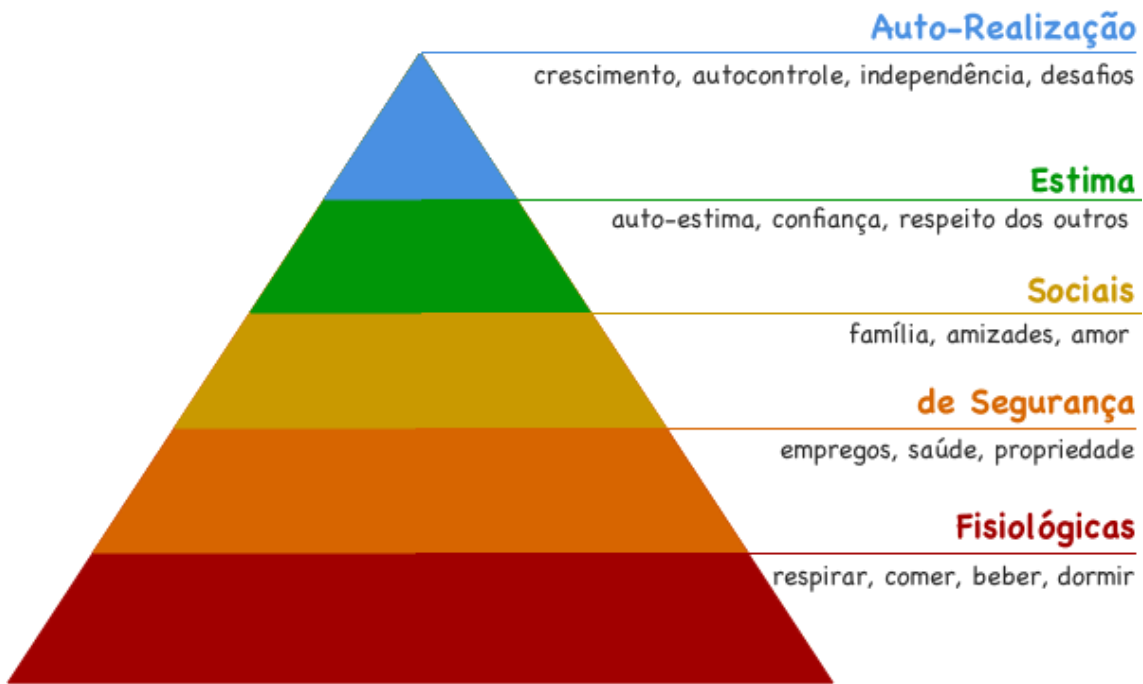 Auto-Realização
crescimento, autocontrole, independência, desafios
Estima
auto-estima, confiança, respeito dos outros
Sociais
família, amizades, amor
de Segurança
empregos, saúde, propriedade
Fisiológicas
respirar, comer, beber, dormir